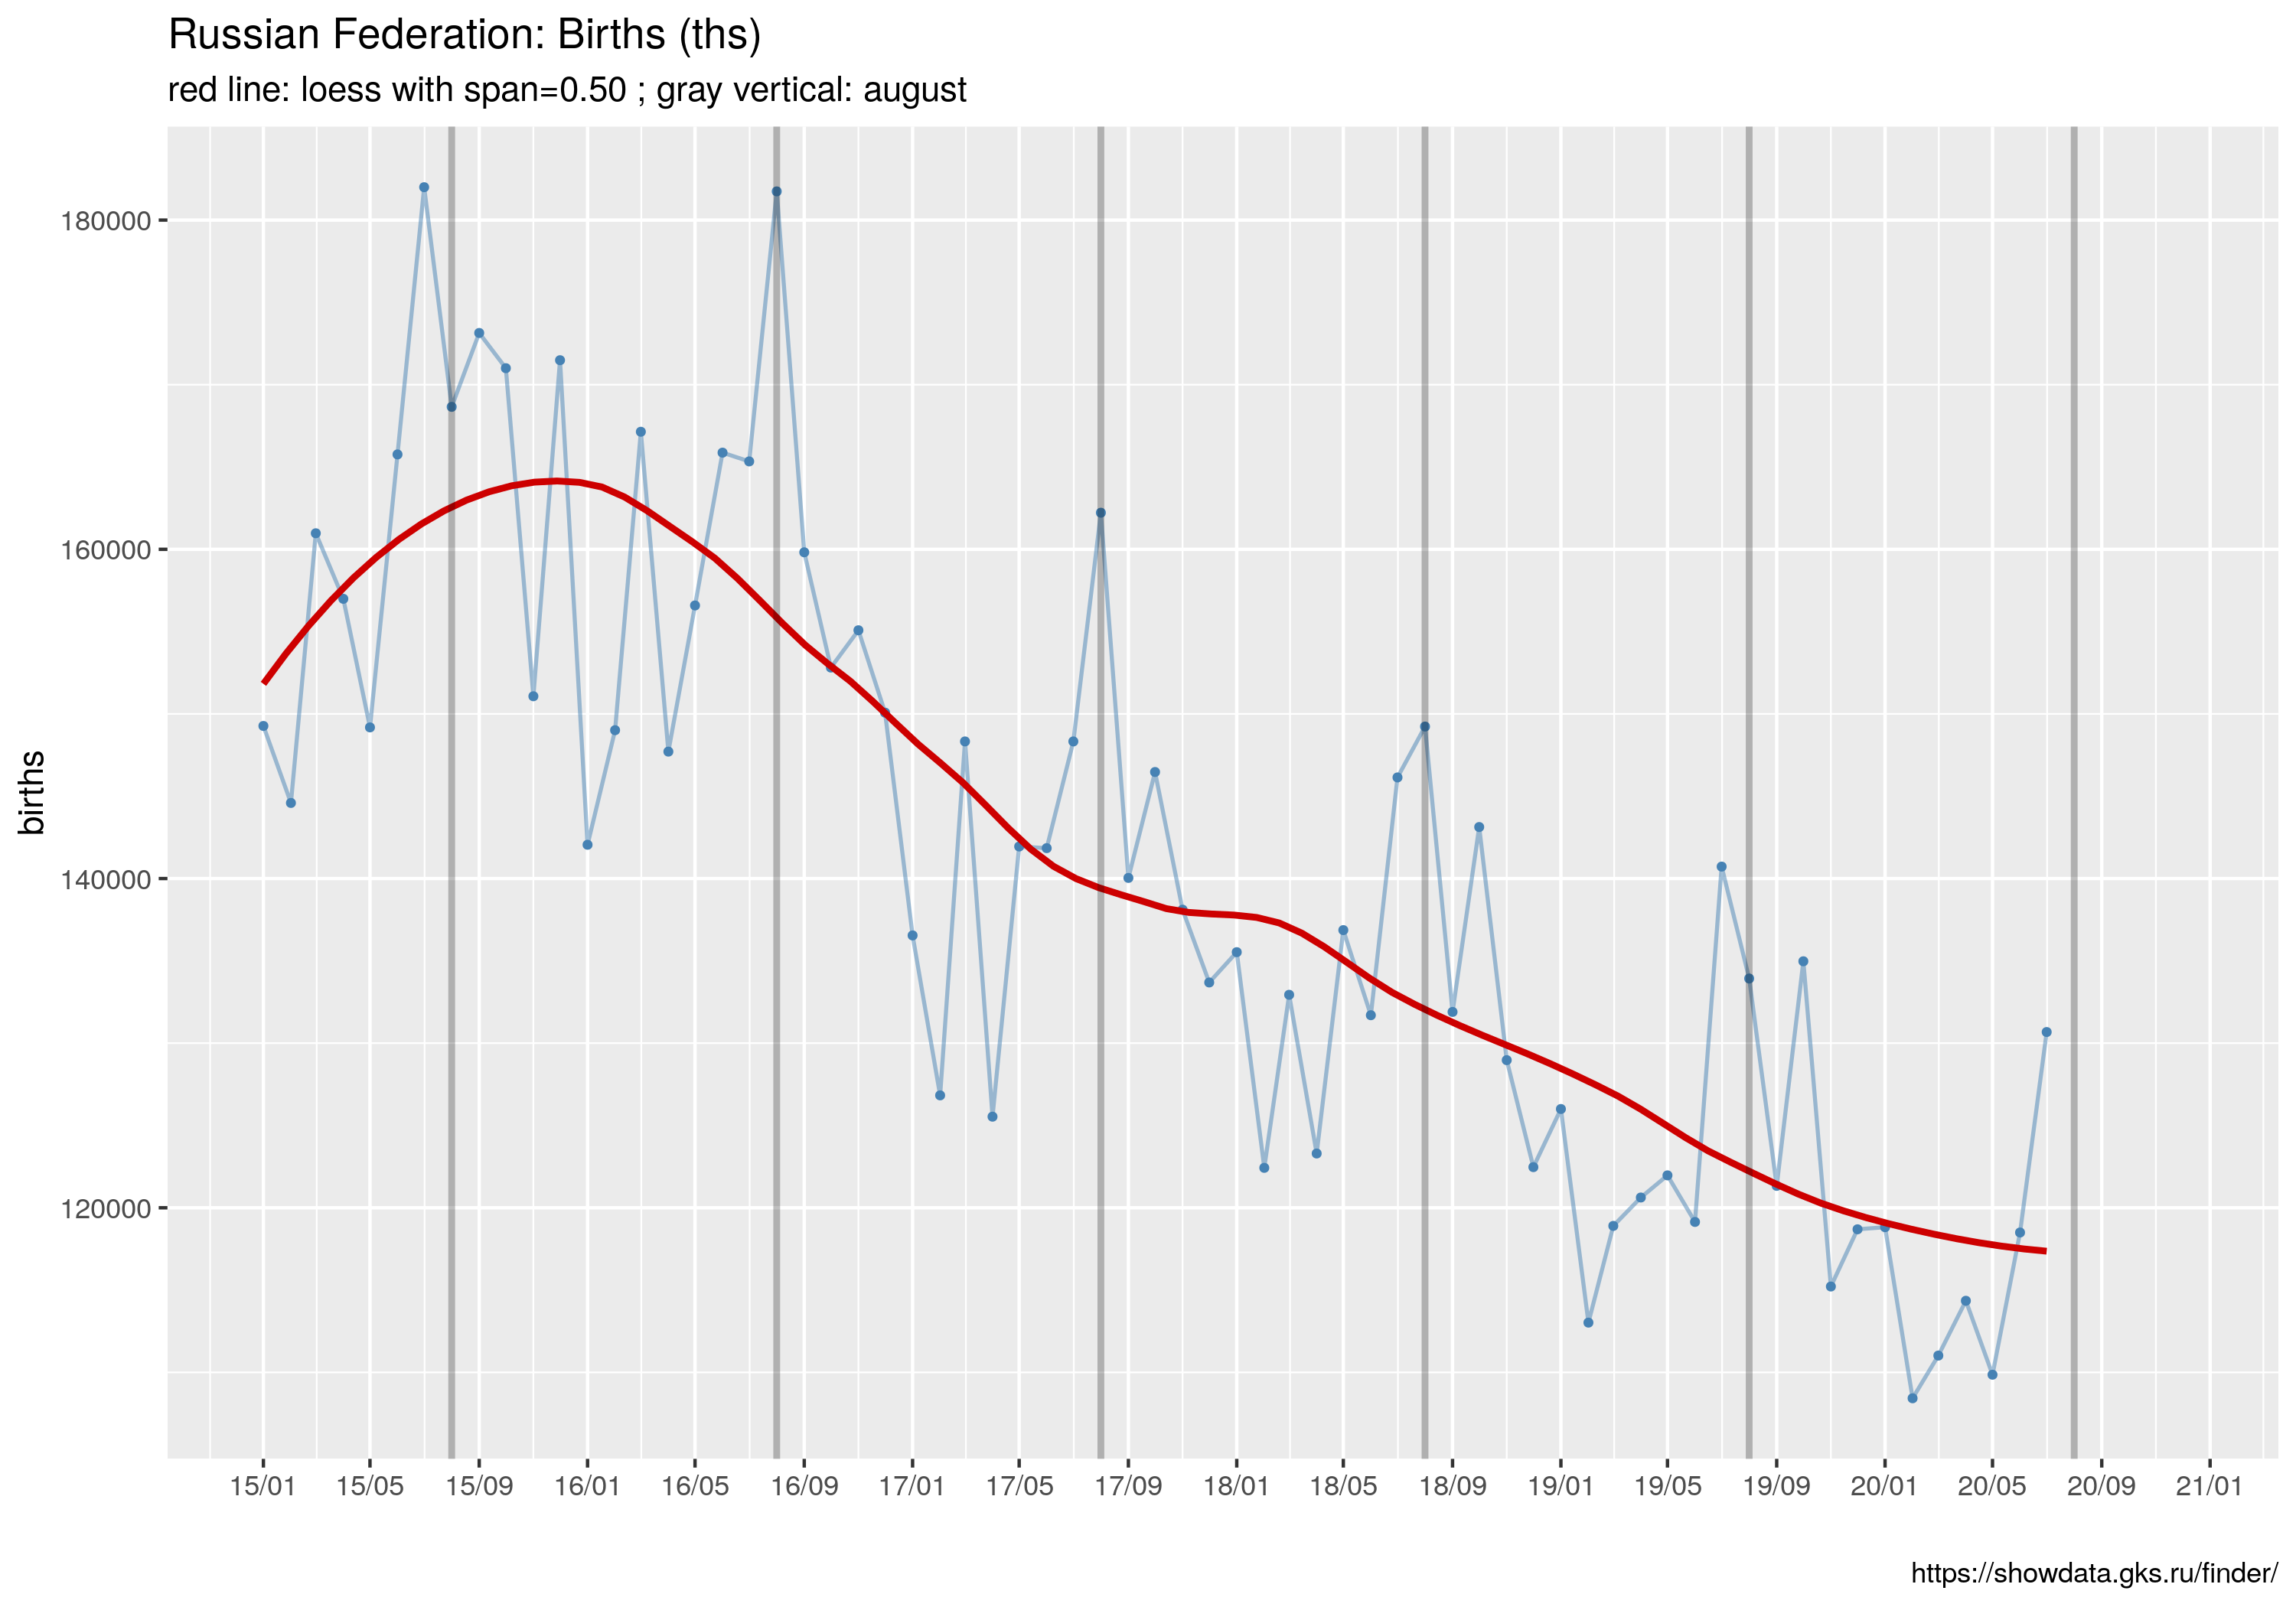 Russian Federation: Births (ths)
red line: loess with span=0.50 ; gray vertical: august
births
180000
160000
140000
120000
15/01 15/05 15/09 16/01 16/05 16/09 17/01 17/05 17/09 18/01 18/05 18/09 19/01 19/05 19/09 20/01 20/05 20/09 21/01
https://showdata.gks.ru/finder/